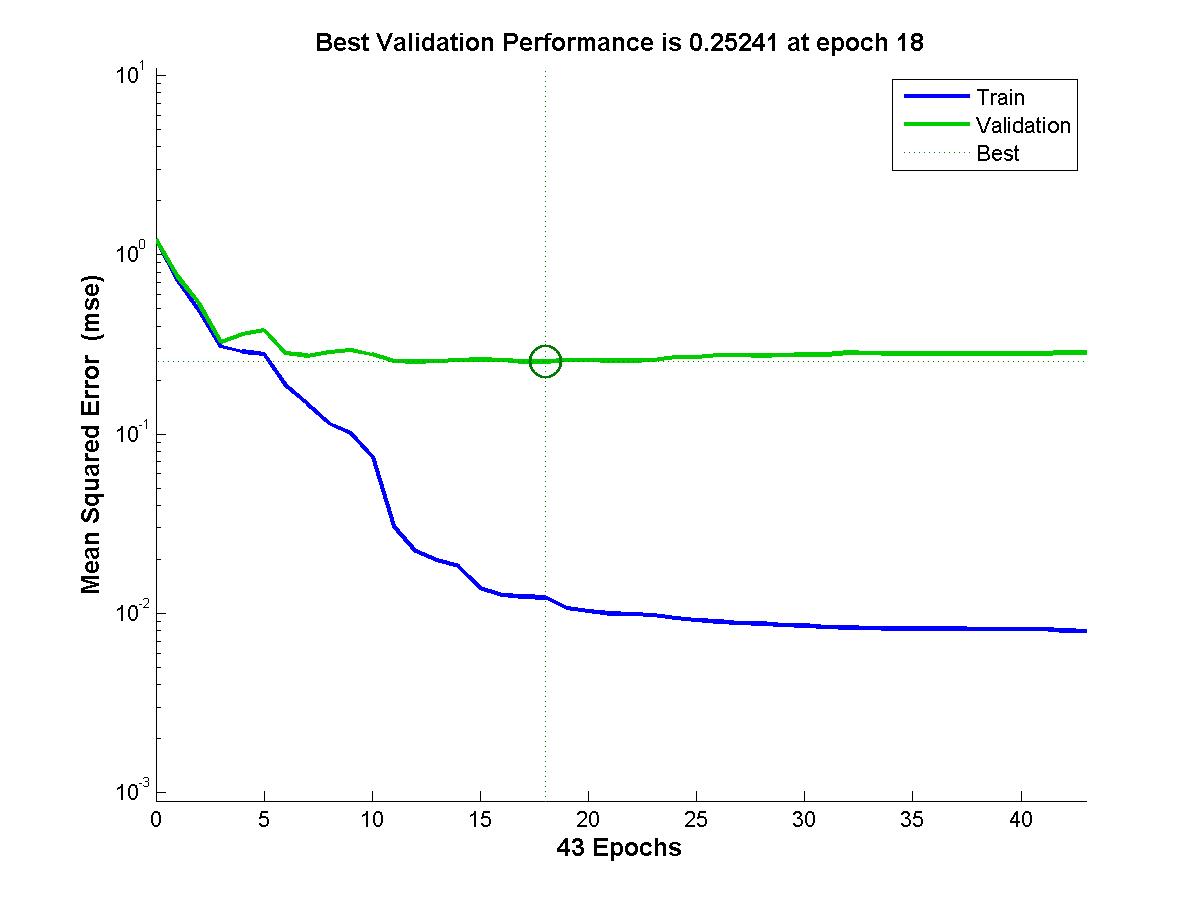 Best Validation Performance is 0.25241 at epoch 18
Train
Validation
Best
Mean Squared Error  (mse)
10^1
10^0
10^-1
10^-2
10^-3
0 5 10 15 20 25 30 35 40
43 Epochs